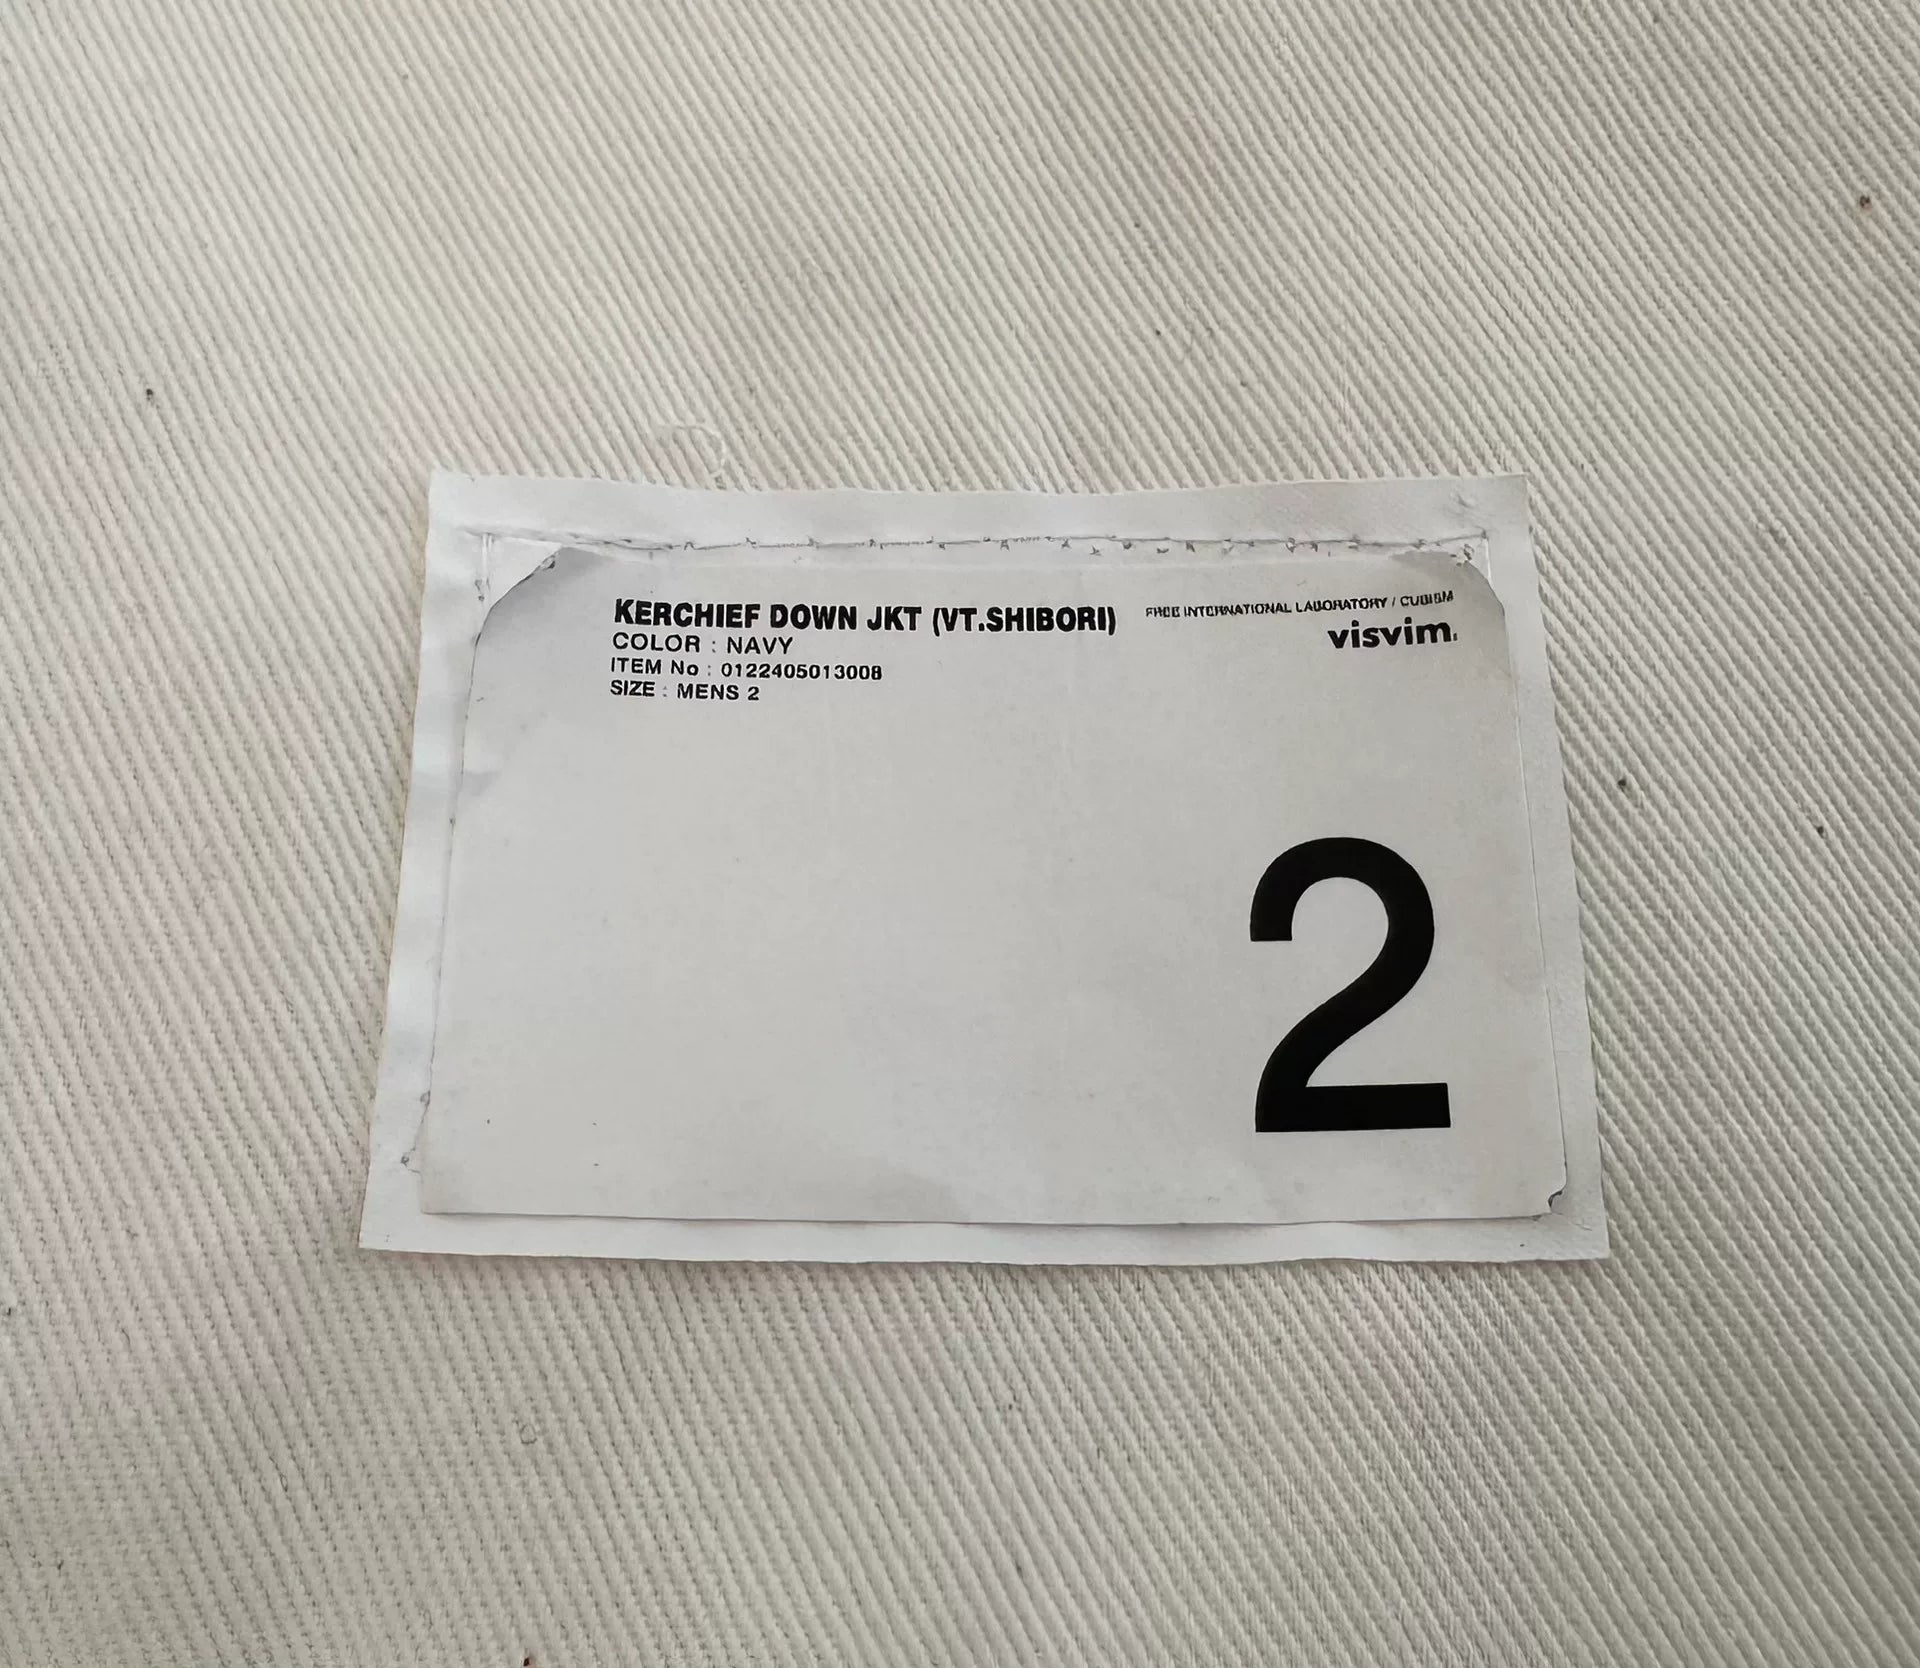 KERCHIEF DOWN JKT (VT.SHIBORI)
COLOR : NAVY
ITEM No : 0122405013008
SIZE : MENS 2
FREE INTERNATIONAL LABORATORY / CUBISM
visvim.
2